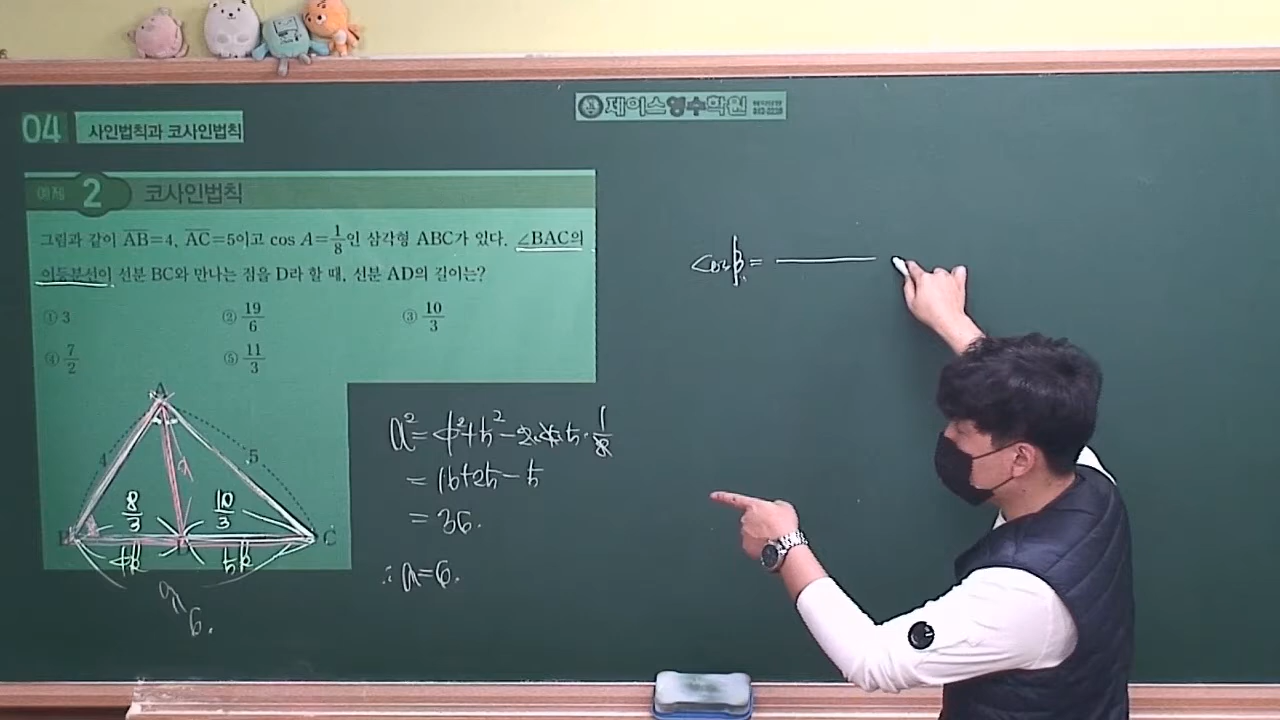 제이스영수학원
04 사인법칙과 코사인법칙
예제 2 코사인법칙
그림과 같이 AB=4, AC=5이고 cos A=1/8인 삼각형 ABC가 있다. ∠BAC의
이등분선이 선분 BC와 만나는 점을 D라 할 때, 선분 AD의 길이는?
① 3 ② 19/6 ③ 10/3
④ 7/2 ⑤ 11/3
A
4 5
8/3 10/3
C
4k 5k
6.
a²=4²+5²-2·4·5·1/8
=16+25-5
=36.
∴a=6.
cosB=